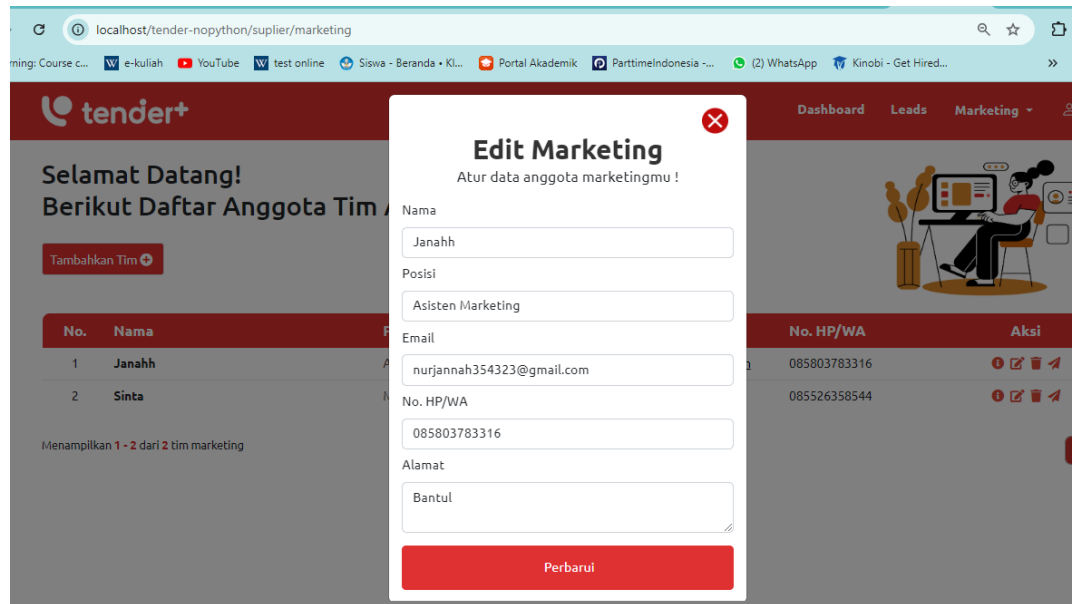 localhost/tender-nopython/suplier/marketing
rning: Course c... e-kuliah YouTube test online Siswa - Beranda • Kl... Portal Akademik ParttimeIndonesia -... (2) WhatsApp Kinobi - Get Hired... »
tender+ Dashboard Leads Marketing
Edit Marketing
Atur data anggota marketingmu !
Selamat Datang!
Berikut Daftar Anggota Tim
Tambahkan Tim
Nama
Janahh
Posisi
Asisten Marketing
Email
nurjannah354323@gmail.com
No. HP/WA
085803783316
Alamat
Bantul
Perbarui
No. Nama No. HP/WA Aksi
1 Janahh 085803783316
2 Sinta 085526358544
Menampilkan 1 - 2 dari 2 tim marketing